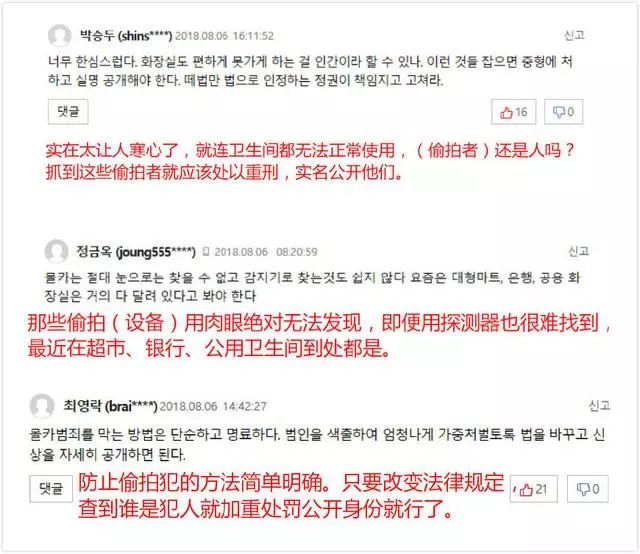 박승두 (shins****) 2018.08.06 16:11:52 신고
너무 한심스럽다. 화장실도 편하게 못가게 하는 걸 인간이라 할 수 있나. 이런 것들을 잡으면 중형에 처
하고 실명 공개해야 한다. 떼법만 법으로 인정하는 정권이 책임지고 고쳐라.
댓글 16 0
实在太让人寒心了，就连卫生间都无法正常使用，（偷拍者）还是人吗？
抓到这些偷拍者就应该处以重刑，实名公开他们。
정금옥 (joung555****) 2018.08.06 08:20:59 신고
몰카는 절대 눈으로는 찾을 수 없고 감지기로 찾는것도 쉽지 않다 요즘은 대형마트, 은행, 공용 화
장실은 거의 다 달려 있다고 봐야 한다
那些偷拍（设备）用肉眼绝对无法发现，即便用探测器也很难找到，
最近在超市、银行、公用卫生间到处都是。
최영락 (brai****) 2018.08.06 14:42:27 신고
몰카범죄를 막는 방법은 단순하고 명료하다. 범인을 색출하여 엄청나게 가중처벌토록 법을 바꾸고 신
상을 자세히 공개하면 된다.
댓글 21 0
防止偷拍犯的方法简单明确。只要改变法律规定，
查到谁是犯人就加重处罚公开身份就行了。